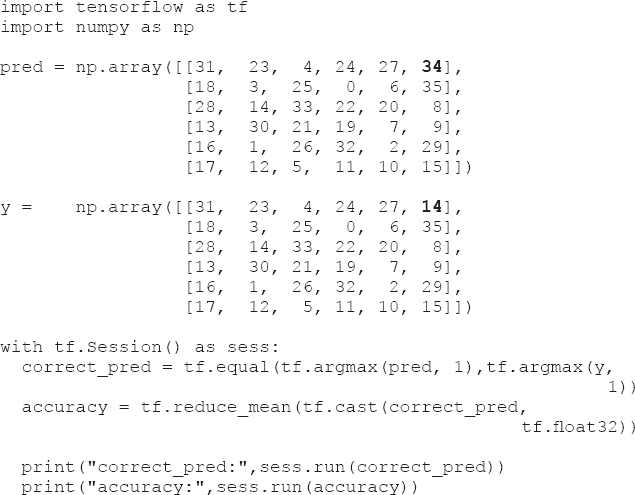 import tensorflow as tf
import numpy as np
pred = np.array([[31, 23, 4, 24, 27, 34],
[18, 3, 25, 0, 6, 35],
[28, 14, 33, 22, 20, 8],
[13, 30, 21, 19, 7, 9],
[16, 1, 26, 32, 2, 29],
[17, 12, 5, 11, 10, 15]])
y = np.array([[31, 23, 4, 24, 27, 14],
[18, 3, 25, 0, 6, 35],
[28, 14, 33, 22, 20, 8],
[13, 30, 21, 19, 7, 9],
[16, 1, 26, 32, 2, 29],
[17, 12, 5, 11, 10, 15]])
with tf.Session() as sess:
correct_pred = tf.equal(tf.argmax(pred, 1),tf.argmax(y,
1))
accuracy = tf.reduce_mean(tf.cast(correct_pred,
tf.float32))
print("correct_pred:",sess.run(correct_pred))
print("accuracy:",sess.run(accuracy))